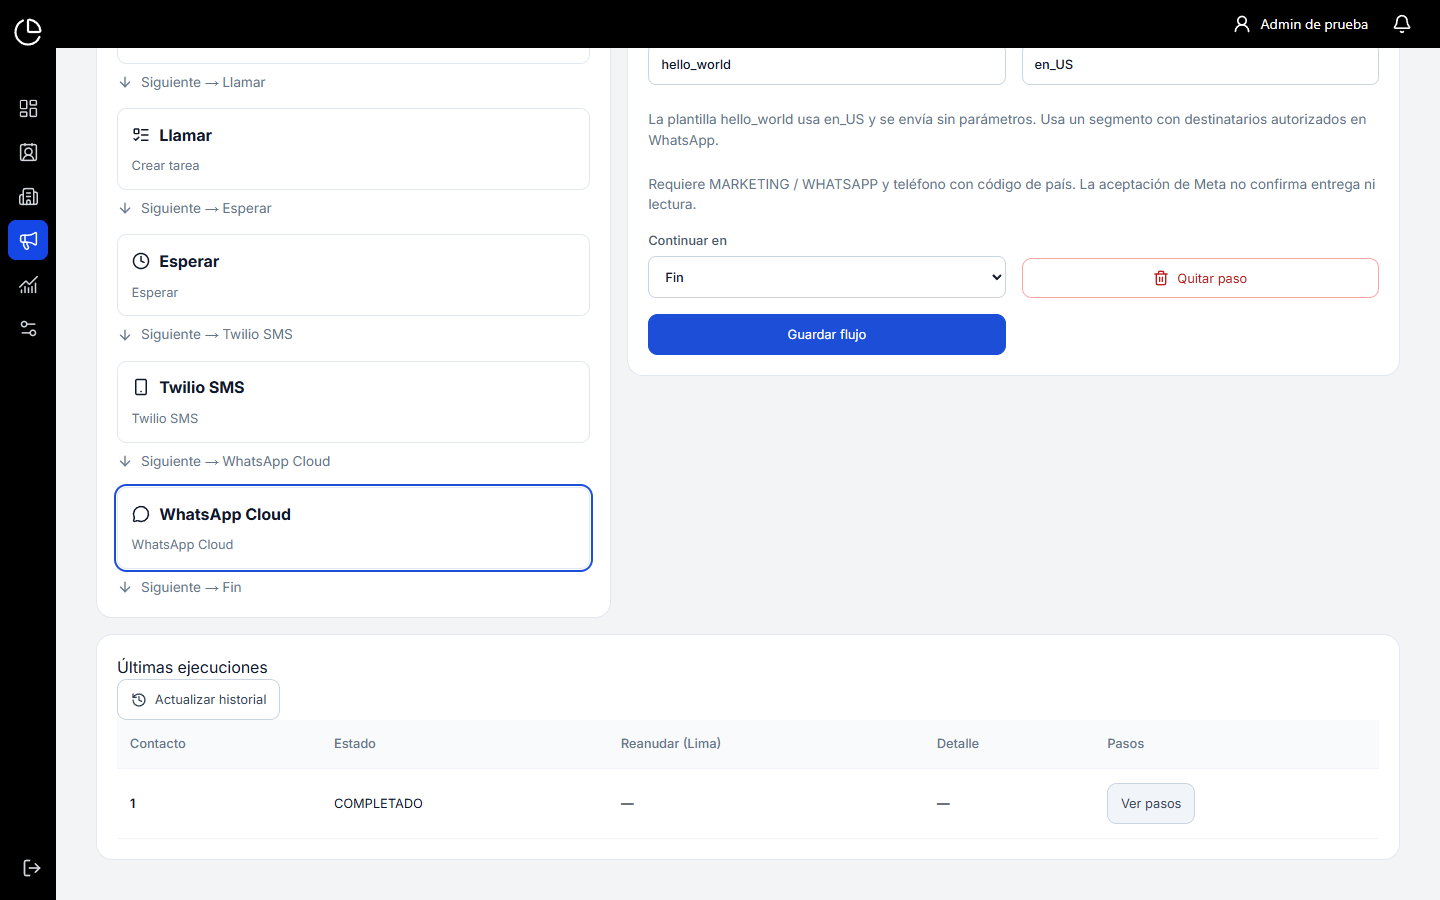 Admin de prueba
Siguiente → Llamar
Llamar
Crear tarea
Siguiente → Esperar
Esperar
Esperar
Siguiente → Twilio SMS
Twilio SMS
Twilio SMS
Siguiente → WhatsApp Cloud
WhatsApp Cloud
WhatsApp Cloud
Siguiente → Fin
hello_world
en_US
La plantilla hello_world usa en_US y se envía sin parámetros. Usa un segmento con destinatarios autorizados en
WhatsApp.
Requiere MARKETING / WHATSAPP y teléfono con código de país. La aceptación de Meta no confirma entrega ni
lectura.
Continuar en
Fin
Quitar paso
Guardar flujo
Últimas ejecuciones
Actualizar historial
Contacto Estado Reanudar (Lima) Detalle Pasos
1 COMPLETADO — — Ver pasos